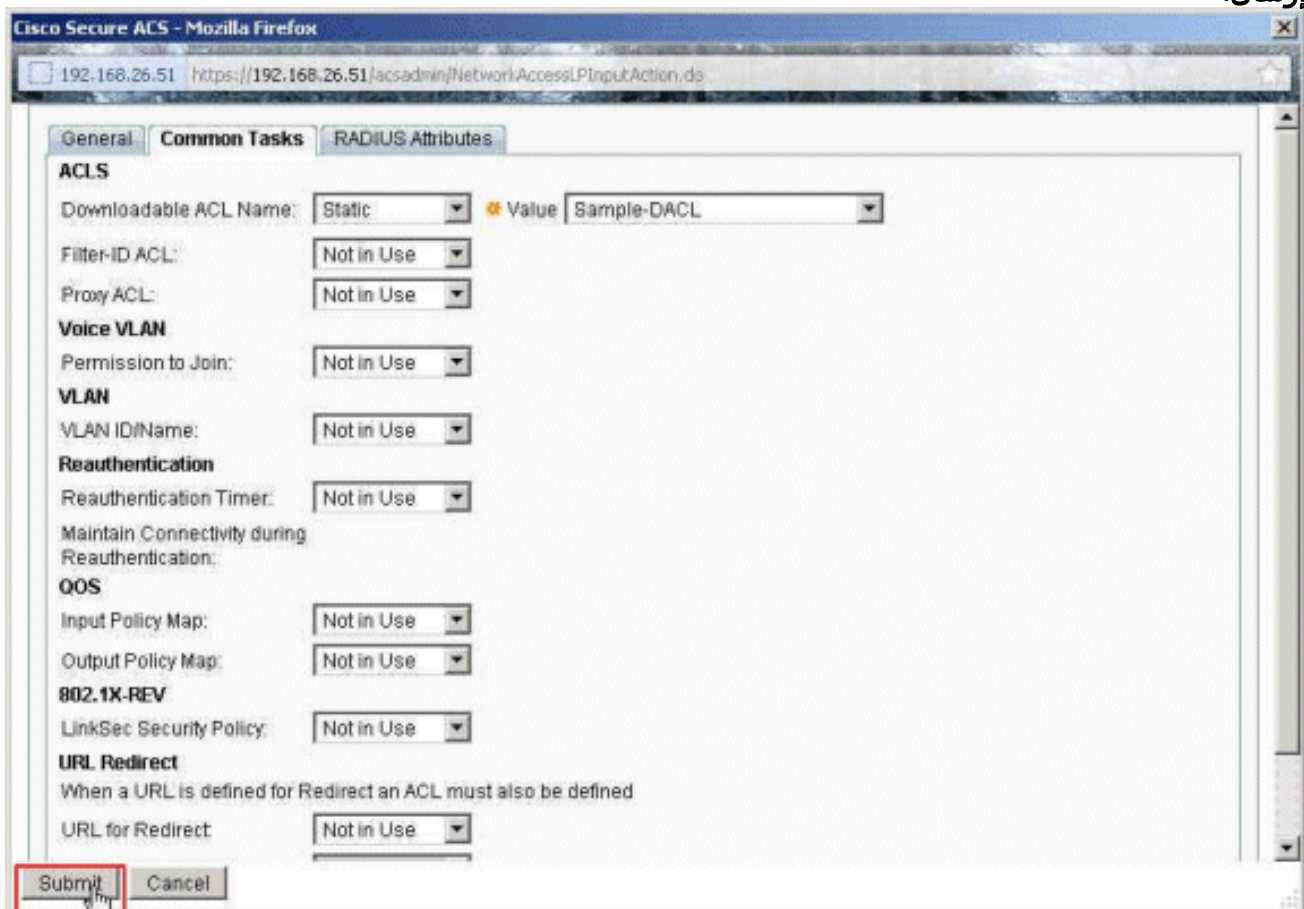 إرسال.
Cisco Secure ACS - Mozilla Firefox
192.168.26.51 https://192.168.26.51/acsadmin/NetworkAccessLPInputAction.do
General Common Tasks RADIUS Attributes
ACLS
Downloadable ACL Name: Static Value Sample-DACL
Filter-ID ACL: Not in Use
Proxy ACL: Not in Use
Voice VLAN
Permission to Join: Not in Use
VLAN
VLAN ID/Name: Not in Use
Reauthentication
Reauthentication Timer: Not in Use
Maintain Connectivity during
Reauthentication:
QOS
Input Policy Map: Not in Use
Output Policy Map: Not in Use
802.1X-REV
LinkSec Security Policy: Not in Use
URL Redirect
When a URL is defined for Redirect an ACL must also be defined
URL for Redirect: Not in Use
Submit Cancel